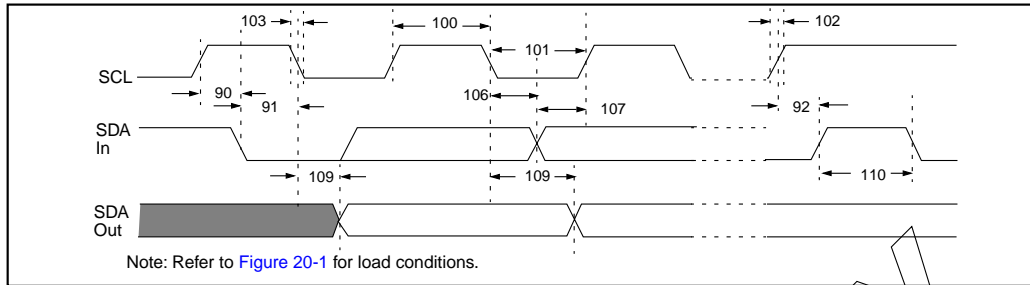 103
100
102
101
SCL
106
107
90
91
92
SDA
In
109
109
110
SDA
Out
Note: Refer to Figure 20-1 for load conditions.